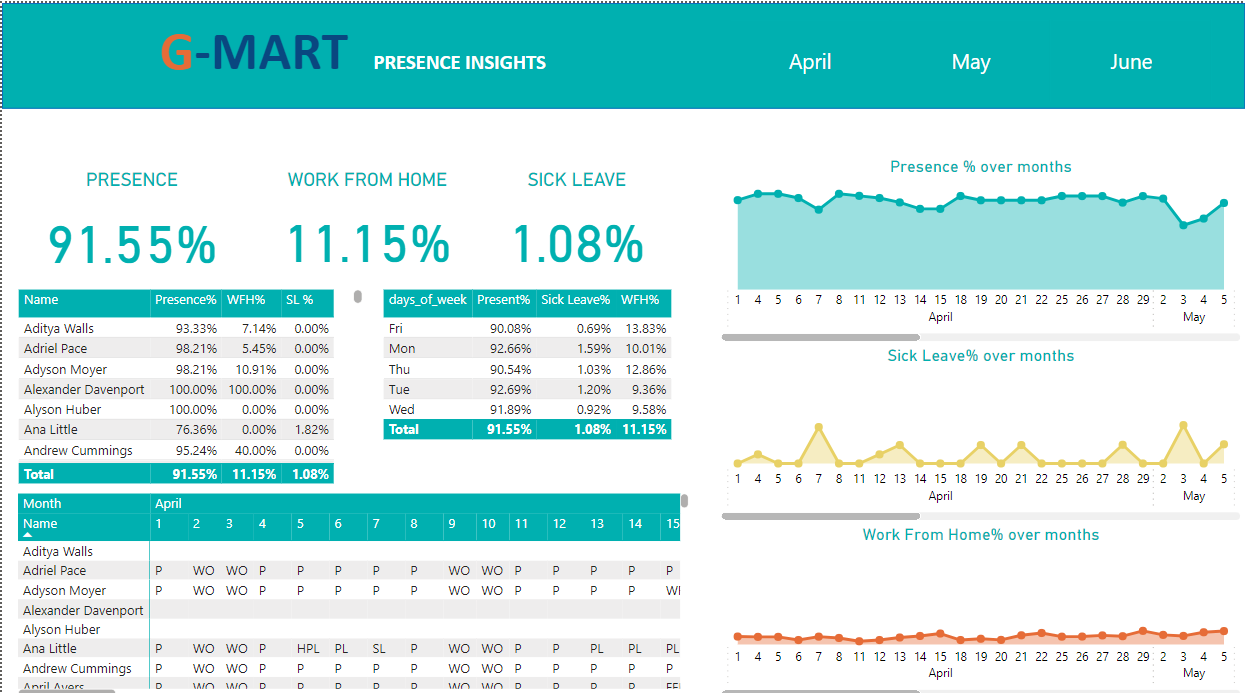 G-MART PRESENCE INSIGHTS April May June
PRESENCE WORK FROM HOME SICK LEAVE
91.55% 11.15% 1.08%
Name Presence% WFH% SL %
Aditya Walls 93.33% 7.14% 0.00%
Adriel Pace 98.21% 5.45% 0.00%
Adyson Moyer 98.21% 10.91% 0.00%
Alexander Davenport 100.00% 100.00% 0.00%
Alyson Huber 100.00% 0.00% 0.00%
Ana Little 76.36% 0.00% 1.82%
Andrew Cummings 95.24% 40.00% 0.00%
Total 91.55% 11.15% 1.08%
days_of_week Present% Sick Leave% WFH%
Fri 90.08% 0.69% 13.83%
Mon 92.66% 1.59% 10.01%
Thu 90.54% 1.03% 12.86%
Tue 92.69% 1.20% 9.36%
Wed 91.89% 0.92% 9.58%
Total 91.55% 1.08% 11.15%
Month April
Name 1 2 3 4 5 6 7 8 9 10 11 12 13 14 15
Aditya Walls
Adriel Pace P WO WO P P P P P WO WO P P P P P
Adyson Moyer P WO WO P P P P P WO WO P P P P
Alexander Davenport
Alyson Huber
Ana Little P WO WO P HPL PL SL P WO WO P P PL PL PL
Andrew Cummings P WO WO P P P P P WO WO P P P P P
April Ayers P WO WO P P P P P WO WO P P P P
Presence % over months
1 4 5 6 7 8 11 12 13 14 15 18 19 20 21 22 25 26 27 28 29 2 3 4 5
April May
Sick Leave% over months
1 4 5 6 7 8 11 12 13 14 15 18 19 20 21 22 25 26 27 28 29 2 3 4 5
April May
Work From Home% over months
1 4 5 6 7 8 11 12 13 14 15 18 19 20 21 22 25 26 27 28 29 2 3 4 5
April May